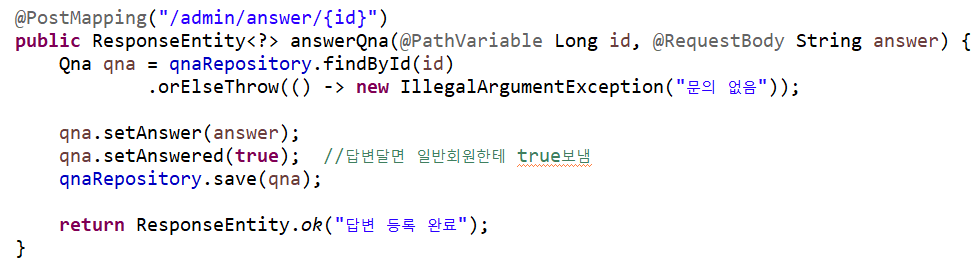 @PostMapping("/admin/answer/{id}")
public ResponseEntity<?> answerQna(@PathVariable Long id, @RequestBody String answer) {
    Qna qna = qnaRepository.findById(id)
            .orElseThrow(() -> new IllegalArgumentException("문의 없음"));

    qna.setAnswer(answer);
    qna.setAnswered(true);  //답변달면 일반회원한테 true보냄
    qnaRepository.save(qna);

    return ResponseEntity.ok("답변 등록 완료");
}